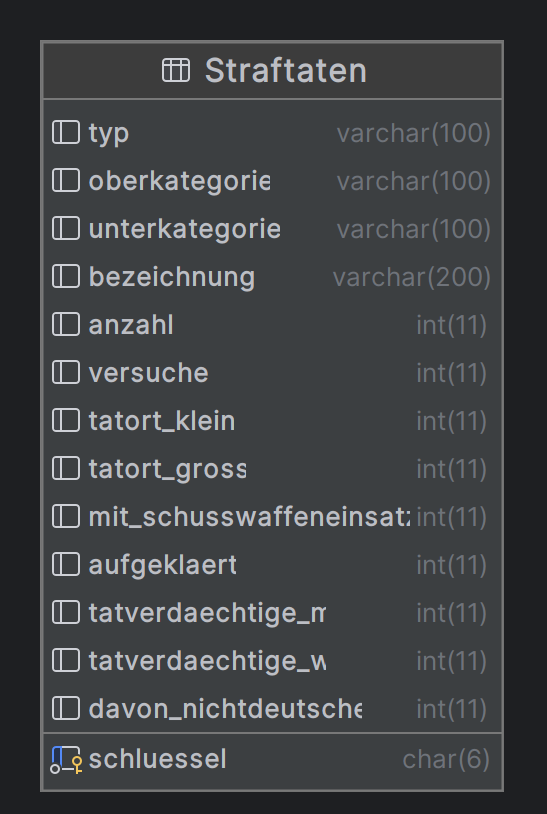 Straftaten
typ varchar(100)
oberkategorie varchar(100)
unterkategorie varchar(100)
bezeichnung varchar(200)
anzahl int(11)
versuche int(11)
tatort_klein int(11)
tatort_gross int(11)
mit_schusswaffeneinsatz int(11)
aufgeklaert int(11)
tatverdaechtige_m int(11)
tatverdaechtige_w int(11)
davon_nichtdeutsche int(11)
schluessel char(6)